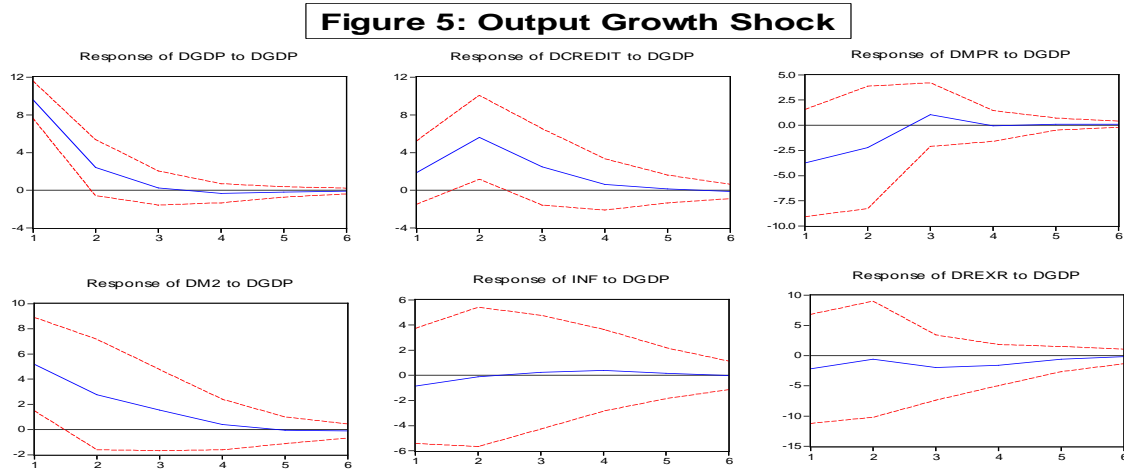 Figure 5: Output Growth Shock
Response of DGDP to DGDP
12
8
4
0
-4
1 2 3 4 5 6
Response of DCREDIT to DGDP
12
8
4
0
-4
1 2 3 4 5 6
Response of DMPR to DGDP
5.0
2.5
0.0
-2.5
-5.0
-7.5
-10.0
1 2 3 4 5 6
Response of DM2 to DGDP
10
8
6
4
2
0
-2
1 2 3 4 5 6
Response of INF to DGDP
6
4
2
0
-2
-4
-6
1 2 3 4 5 6
Response of DREXR to DGDP
10
5
0
-5
-10
-15
1 2 3 4 5 6